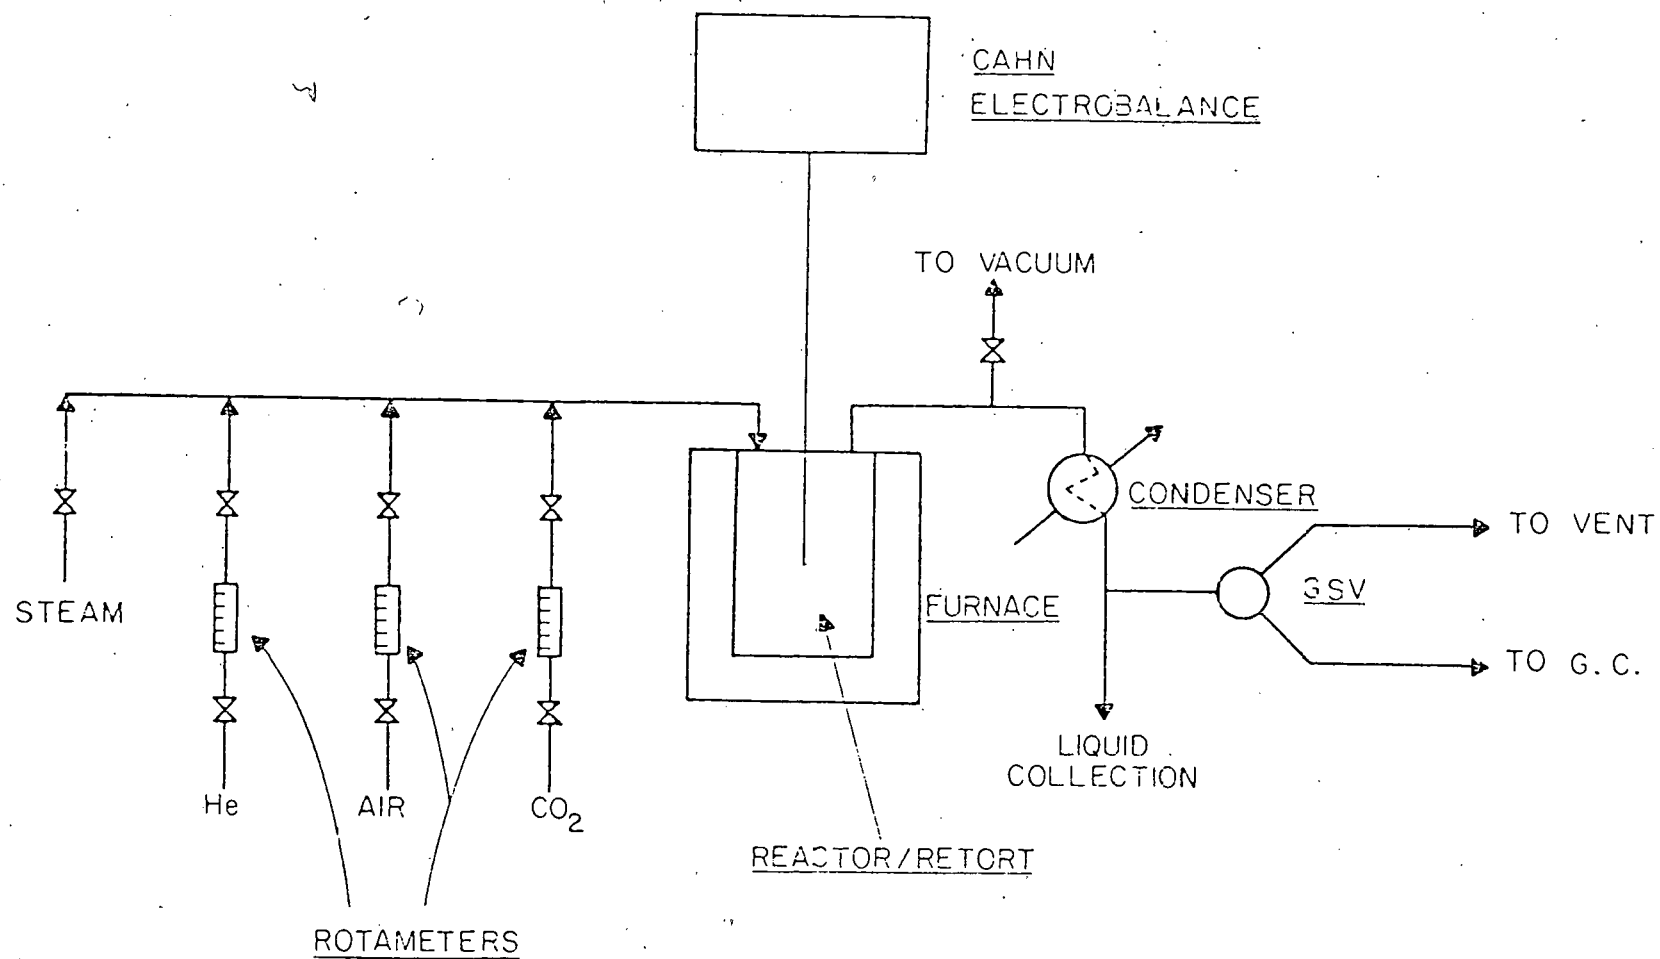 CAHN
ELECTROBALANCE
TO VACUUM
CONDENSER
TO VENT
GSV
FURNACE
STEAM
TO G.C.
LIQUID
COLLECTION
He
AIR
CO2
REACTOR/RETORT
ROTAMETERS